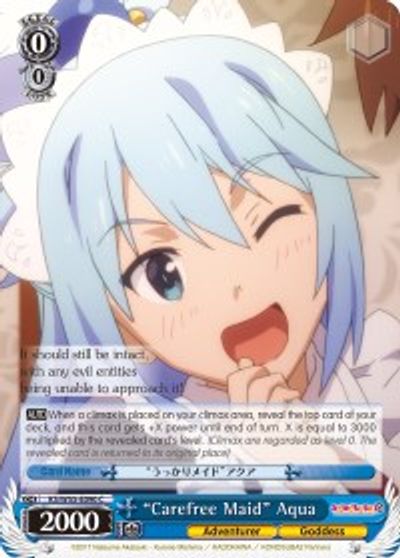 LEVEL
0
0
It should still be intact,
with any evil entities
being unable to approach it!
AUTO When a climax is placed on your climax area, reveal the top card of your
deck, and this card gets +X power until end of turn. X is equal to 3000
multiplied by the revealed card's level. (Climax are regarded as level 0. The
revealed card is returned to its original place)
Card Name "うっかりメイド"アクア
2000
"Carefree Maid" Aqua
Adventurer Goddess